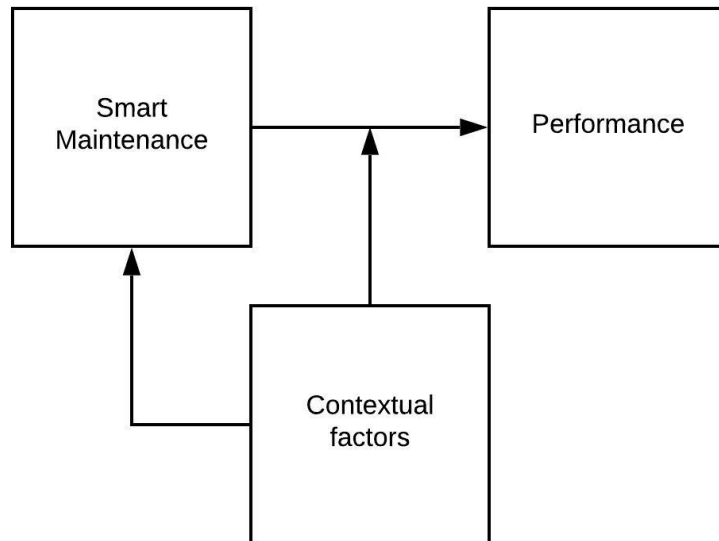 Smart
Maintenance
Performance
Contextual
factors